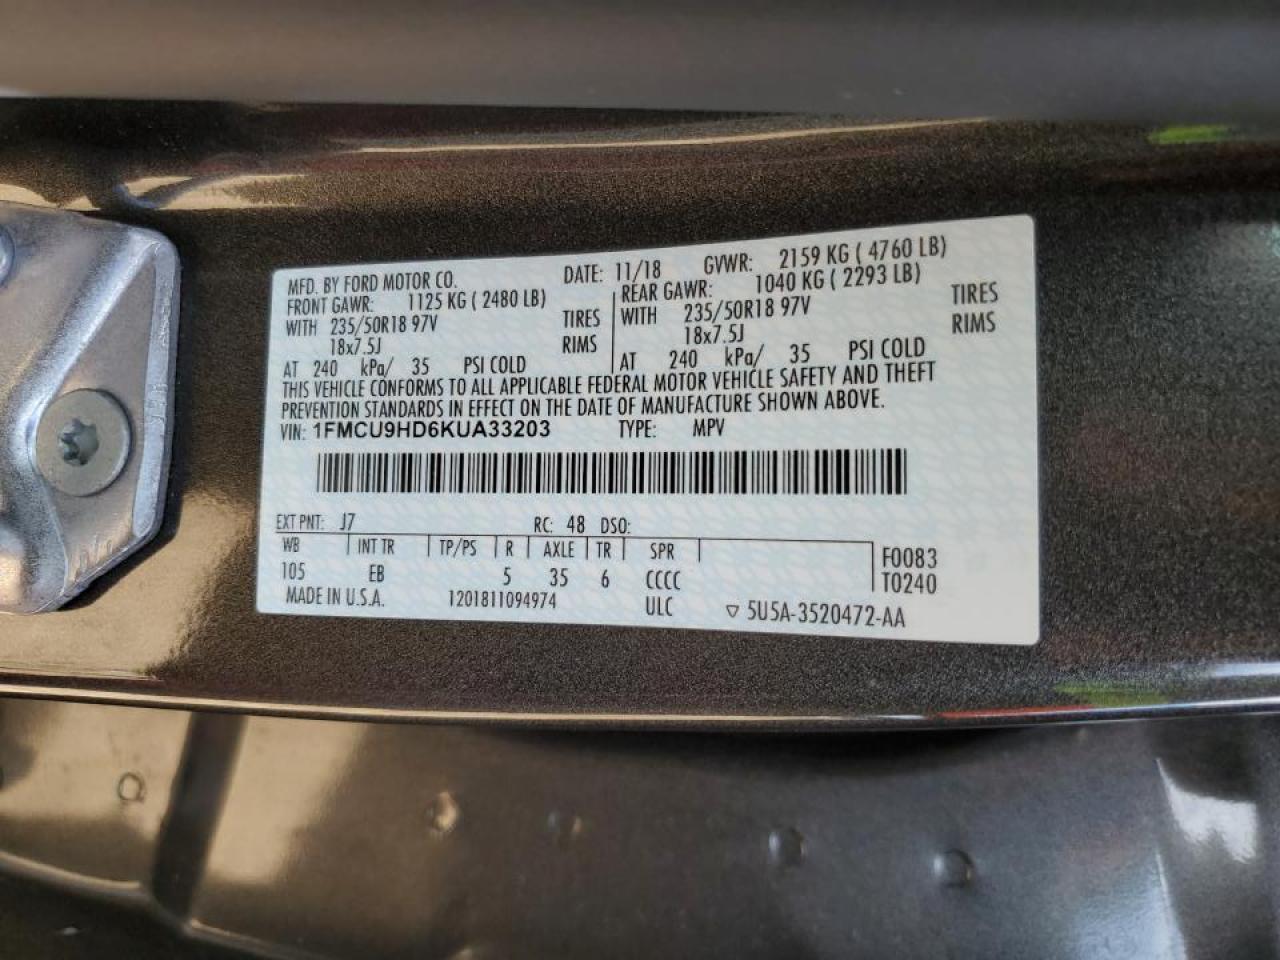 MFD. BY FORD MOTOR CO. DATE: 11/18 GVWR: 2159 KG ( 4760 LB)
FRONT GAWR: 1125 KG ( 2480 LB) REAR GAWR: 1040 KG ( 2293 LB)
WITH 235/50R18 97V TIRES WITH 235/50R18 97V TIRES
18x7.5J RIMS 18x7.5J RIMS
AT 240 kPa/ 35 PSI COLD AT 240 kPa/ 35 PSI COLD
THIS VEHICLE CONFORMS TO ALL APPLICABLE FEDERAL MOTOR VEHICLE SAFETY AND THEFT
PREVENTION STANDARDS IN EFFECT ON THE DATE OF MANUFACTURE SHOWN ABOVE.
VIN: 1FMCU9HD6KUA33203 TYPE: MPV
EXT PNT: J7 RC: 48 DSO:
WB INT TR TP/PS R AXLE TR SPR F0083
105 EB 5 35 6 CCCC T0240
MADE IN U.S.A. 1201811094974 ULC ▽ 5U5A-3520472-AA